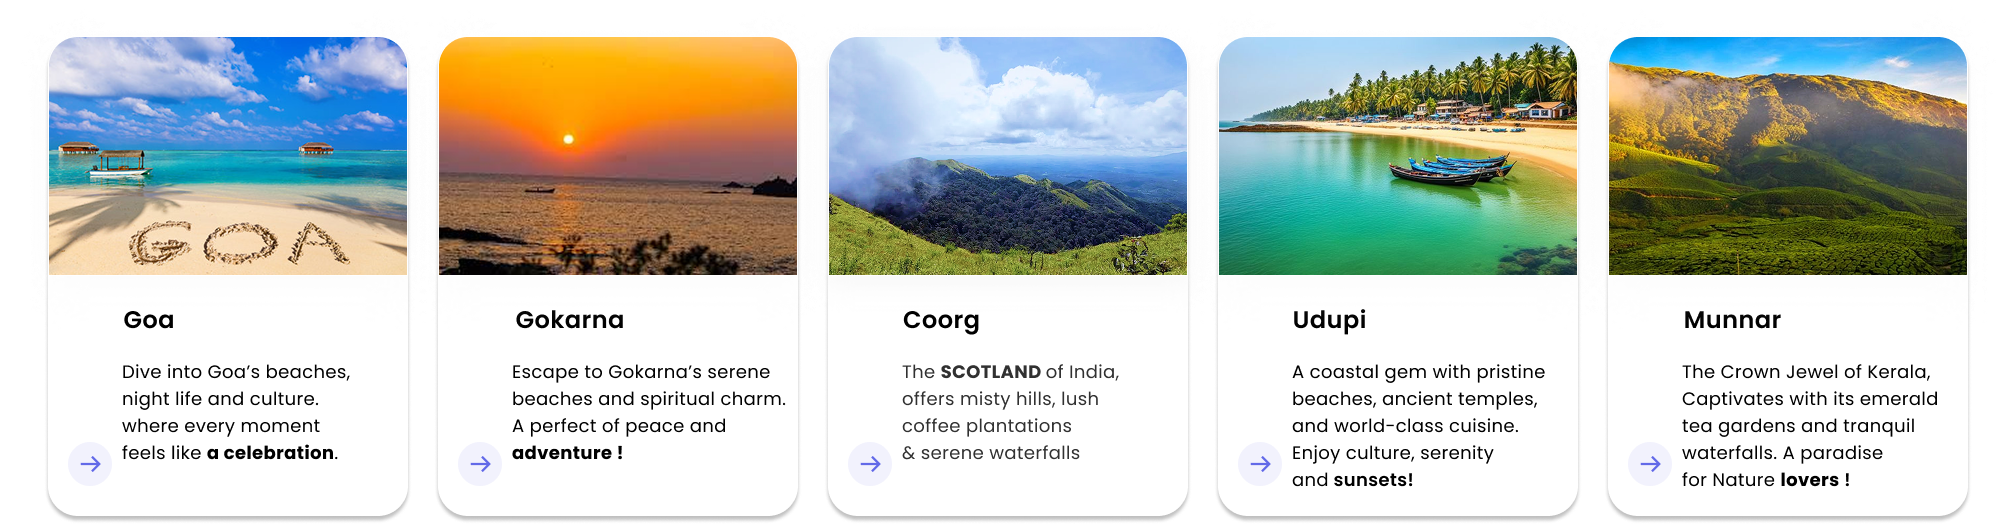 GOA
Goa
Dive into Goa's beaches,
night life and culture.
where every moment
feels like a celebration.
Gokarna
Escape to Gokarna's serene
beaches and spiritual charm.
A perfect of peace and
adventure !
Coorg
The SCOTLAND of India,
offers misty hills, lush
coffee plantations
& serene waterfalls
Udupi
A coastal gem with pristine
beaches, ancient temples,
and world-class cuisine.
Enjoy culture, serenity
and sunsets!
Munnar
The Crown Jewel of Kerala,
Captivates with its emerald
tea gardens and tranquil
waterfalls. A paradise
for Nature lovers !